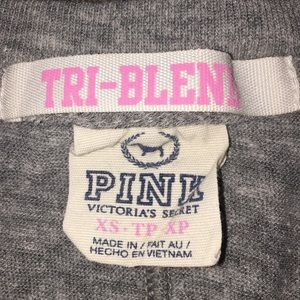 TRI-BLEND
PINK
VICTORIA'S SECRET
XS · TP · XP
MADE IN / FAIT AU /
HECHO EN VIETNAM